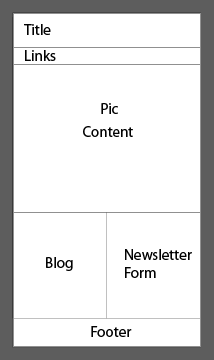 Title
Links
Pic
Content
Blog
Newsletter
Form
Footer